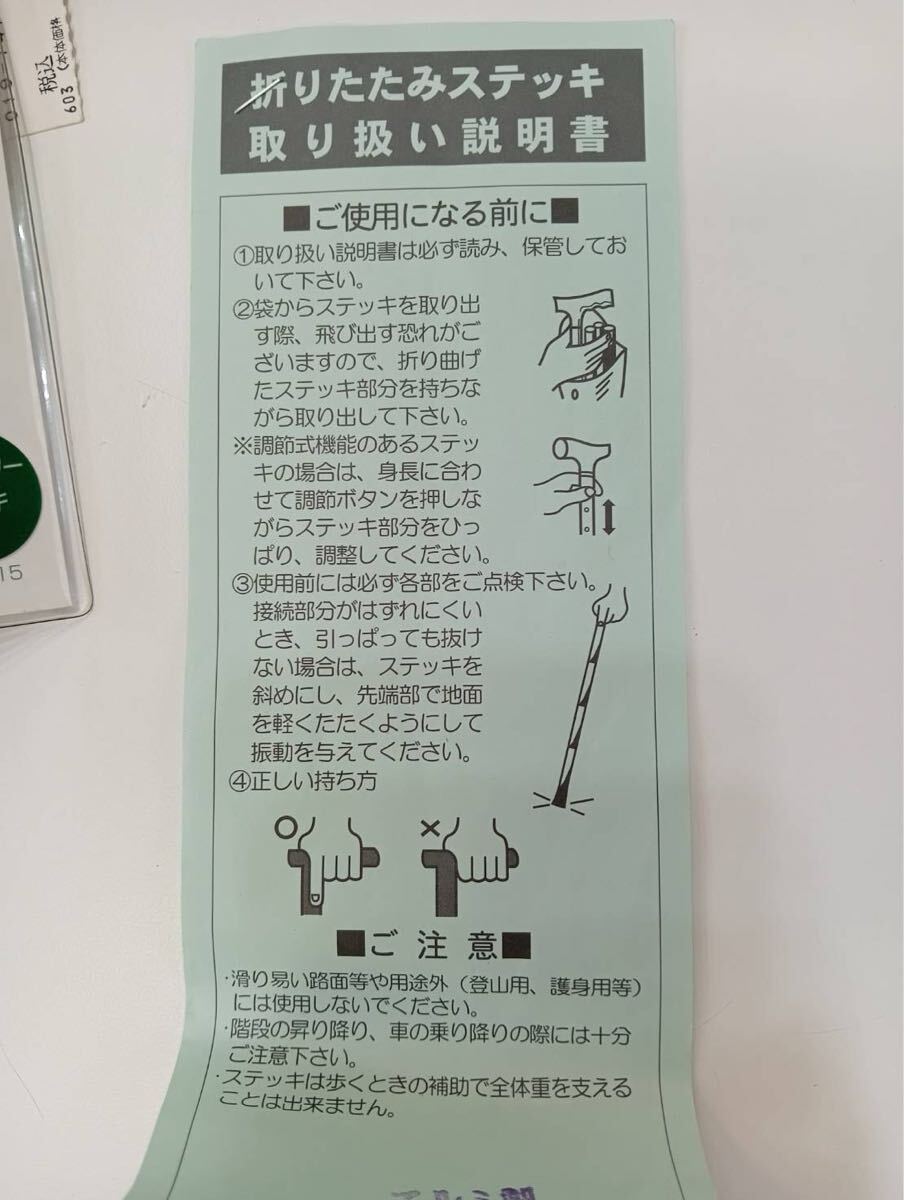 税込
(本体価格
603
15
折りたたみステッキ
取り扱い説明書
■ご使用になる前に■
①取り扱い説明書は必ず読み、保管してお
いて下さい。
②袋からステッキを取り出
す際、飛び出す恐れがご
ざいますので、折り曲げ
たステッキ部分を持ちな
がら取り出して下さい。
※調節式機能のあるステッ
キの場合は、身長に合わ
せて調節ボタンを押しな
がらステッキ部分をひっ
ぱり、調整してください。
③使用前には必ず各部をご点検下さい。
接続部分がはずれにくい
とき、引っぱっても抜け
ない場合は、ステッキを
斜めにし、先端部で地面
を軽くたたくようにして
振動を与えてください。
④正しい持ち方
○ ×
■ご注意■
・滑り易い路面等や用途外（登山用、護身用等）
には使用しないでください。
・階段の昇り降り、車の乗り降りの際には十分
ご注意下さい。
・ステッキは歩くときの補助で全体重を支える
ことは出来ません。